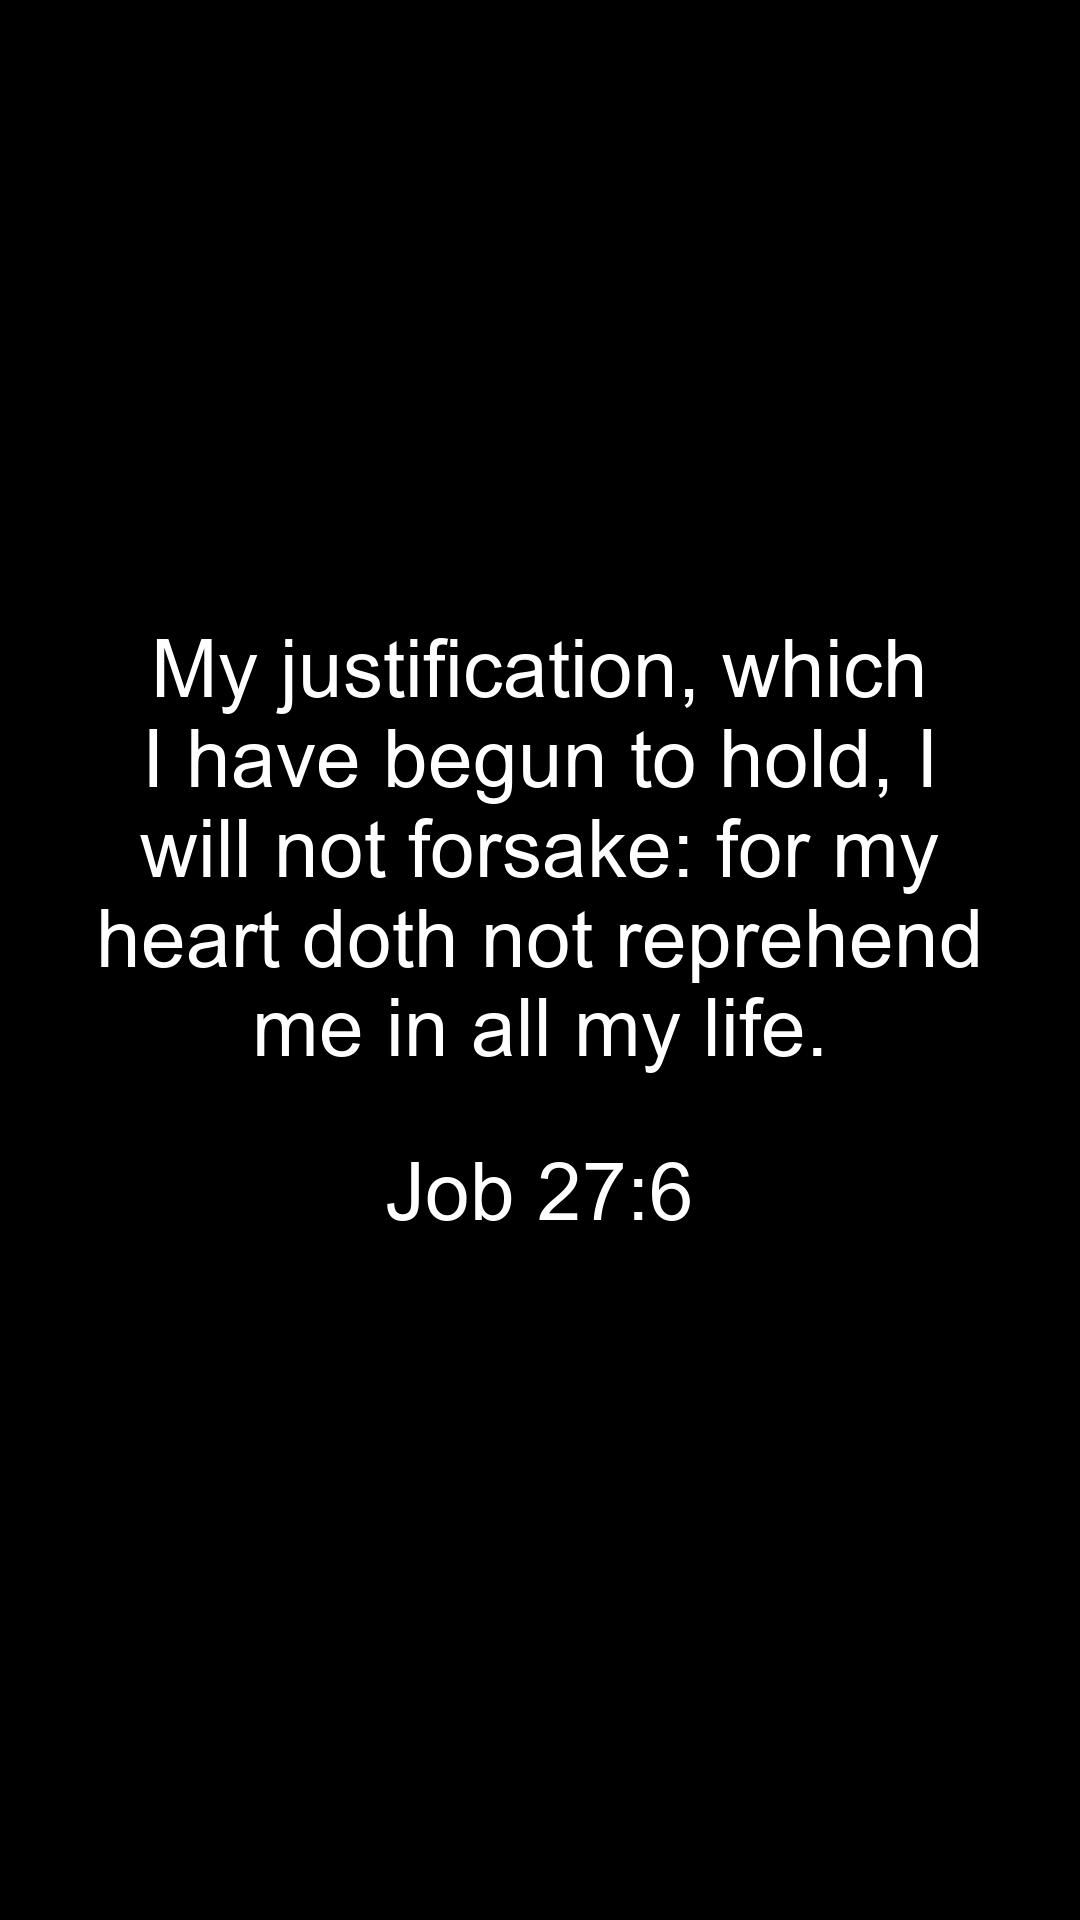 My justification, which
I have begun to hold, I
will not forsake: for my
heart doth not reprehend
me in all my life.
Job 27:6